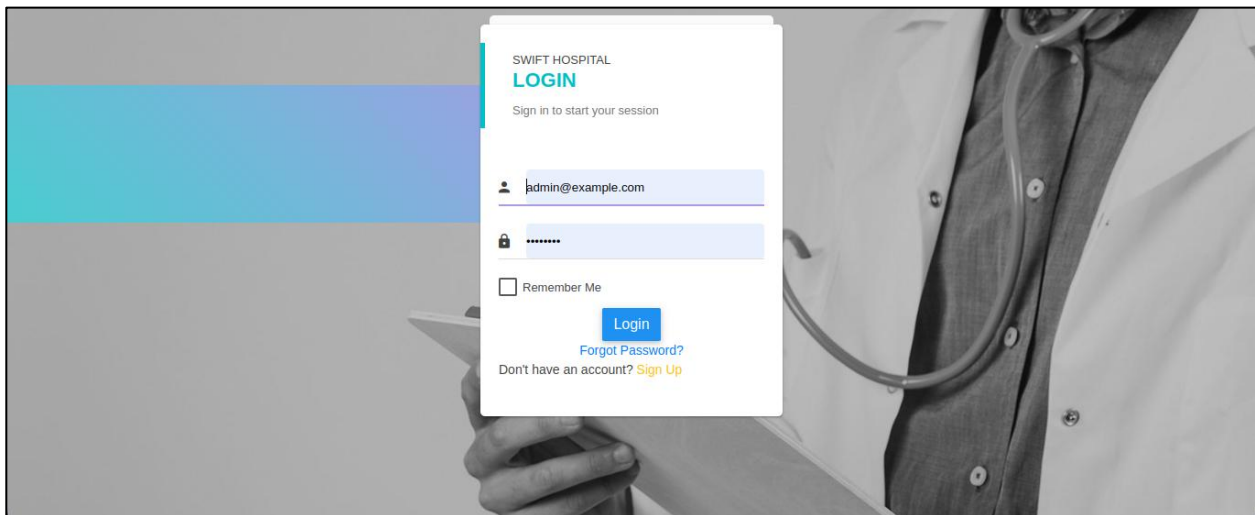 SWIFT HOSPITAL
LOGIN
Sign in to start your session
admin@example.com
••••••••
Remember Me
Login
Forgot Password?
Don't have an account? Sign Up